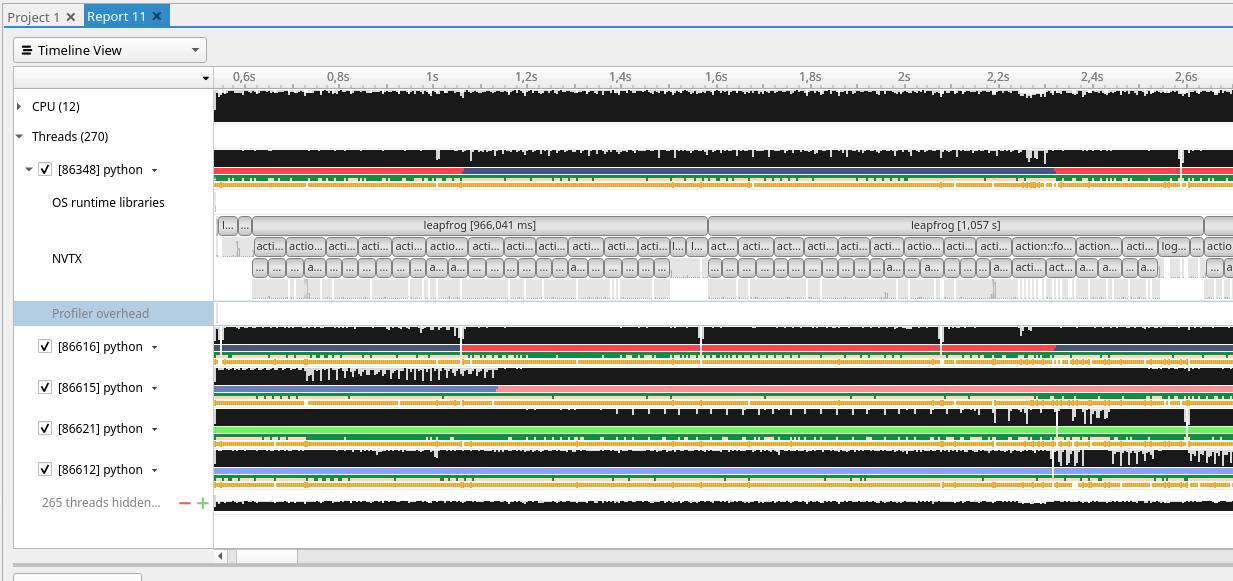 Project 1 × Report 11 ×
Timeline View
0,6s 0,8s 1s 1,2s 1,4s 1,6s 1,8s 2s 2,2s 2,4s 2,6s
CPU (12)
Threads (270)
[86348] python
OS runtime libraries
l... ... leapfrog [966,041 ms] leapfrog [1,057 s]
NVTX
acti... actio... acti... acti... acti... actio... acti... acti... acti... acti... acti... acti... l... l... act... acti... act... acti... acti... acti... actio... acti... acti... action::fo... action... acti... log... ... actio
... ... ... a... ... ... ... ... ... a... a... ... ... ... ... ... a... ... ... ... ... ... ... ... ... ... ... ... ... ... ... a... ... a... ... ... a... acti... act... a... a... ... a... ... a
Profiler overhead
[86616] python
[86615] python
[86621] python
[86612] python
265 threads hidden... − +